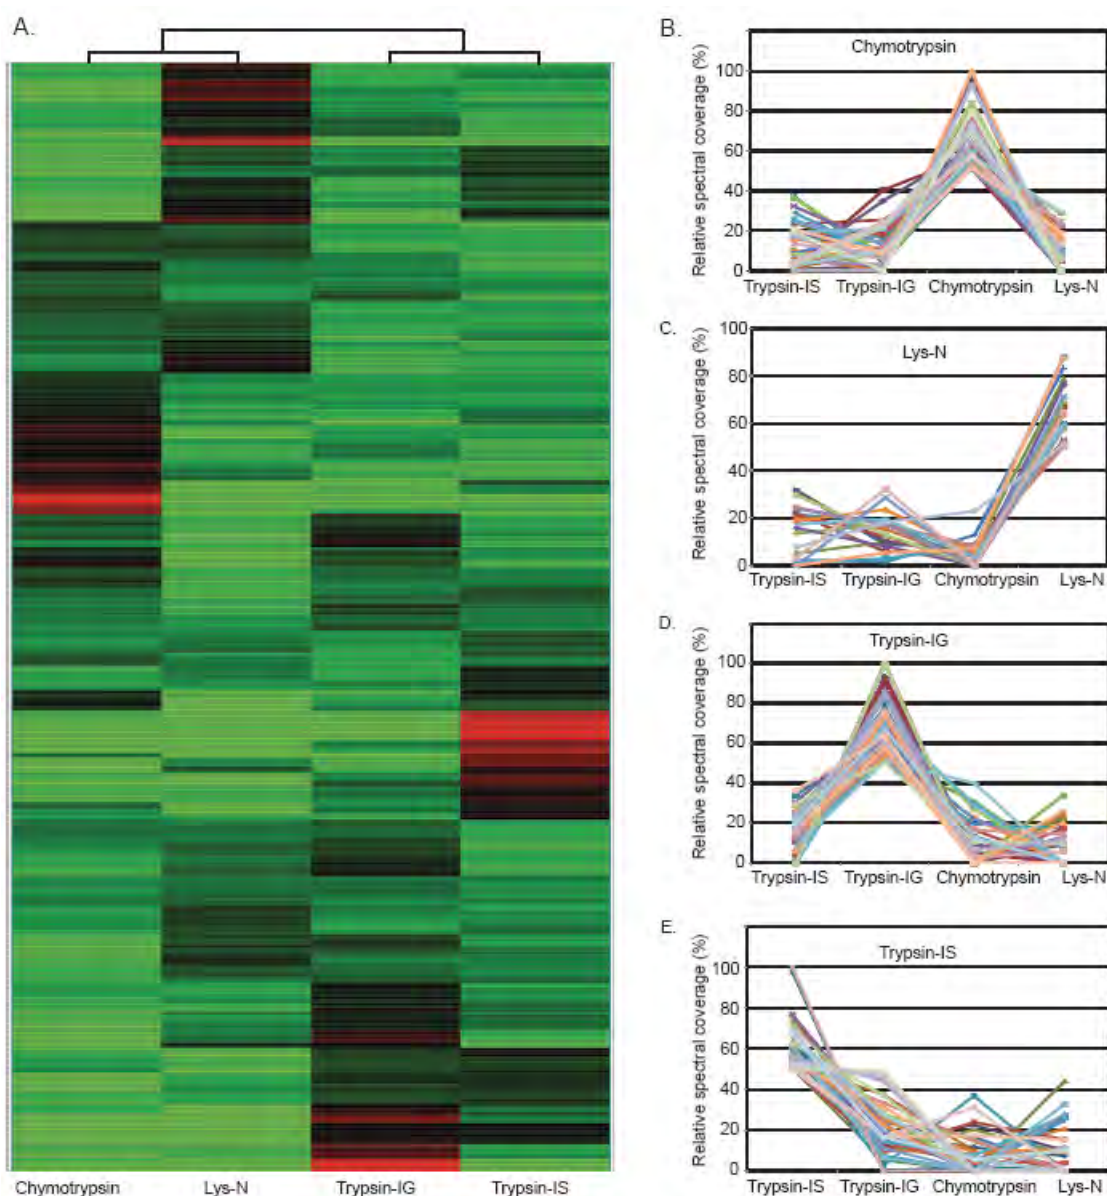 A.
Chymotrypsin Lys-N Trypsin-IG Trypsin-IS
B.
Chymotrypsin
Relative spectral coverage (%)
100
80
60
40
20
0
Trypsin-IS Trypsin-IG Chymotrypsin Lys-N
C.
Lys-N
Relative spectral coverage (%)
100
80
60
40
20
0
Trypsin-IS Trypsin-IG Chymotrypsin Lys-N
D.
Trypsin-IG
Relative spectral coverage (%)
100
80
60
40
20
0
Trypsin-IS Trypsin-IG Chymotrypsin Lys-N
E.
Trypsin-IS
Relative spectral coverage (%)
100
80
60
40
20
0
Trypsin-IS Trypsin-IG Chymotrypsin Lys-N